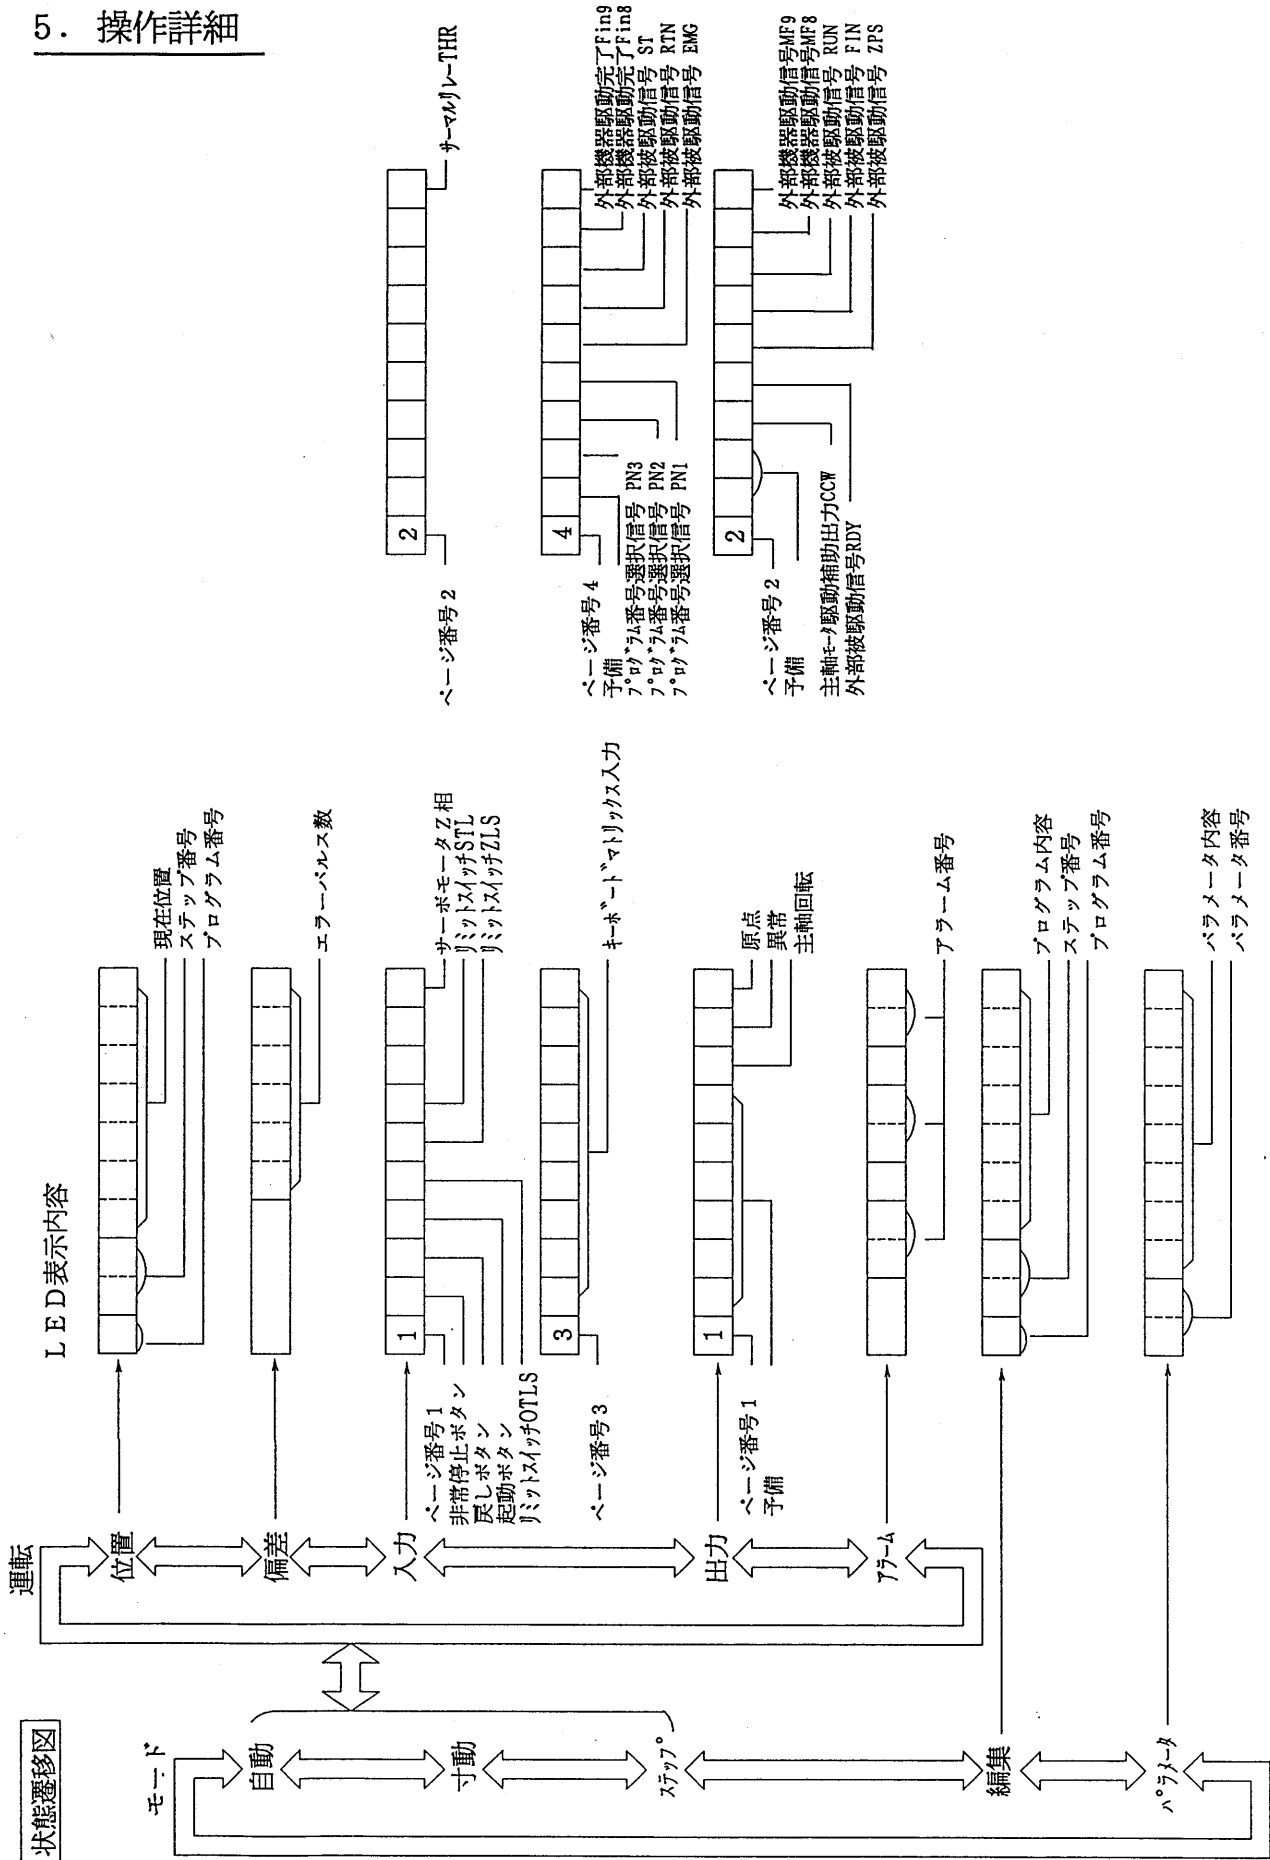 5. 操作詳細
状態遷移図
モード
自動
寸動
ステップ
編集
パラメータ
運転
位置
偏差
入力
出力
アラーム
LED表示内容
現在位置
ステップ番号
プログラム番号
エラーパルス数
1
ページ番号1
非常停止ボタン
戻しボタン
起動ボタン
リミットスイッチOTLS
サーボモータZ相
リミットスイッチSTL
リミットスイッチZLS
2
ページ番号2
サーマルリレーTHR
3
ページ番号3
キーボードマトリックス入力
4
ページ番号4
予備
プログラム番号選択信号 PN3
プログラム番号選択信号 PN2
プログラム番号選択信号 PN1
外部機器駆動完了Fin9
外部機器駆動完了Fin8
外部被駆動信号 ST
外部被駆動信号 RTN
外部被駆動信号 EMG
1
ページ番号1
予備
原点
異常
主軸回転
2
ページ番号2
予備
主軸モータ駆動補助出力CCW
外部被駆動信号RDY
外部機器駆動信号MF9
外部機器駆動信号MF8
外部被駆動信号 RUN
外部被駆動信号 FIN
外部被駆動信号 ZPS
アラーム番号
プログラム内容
ステップ番号
プログラム番号
パラメータ内容
パラメータ番号